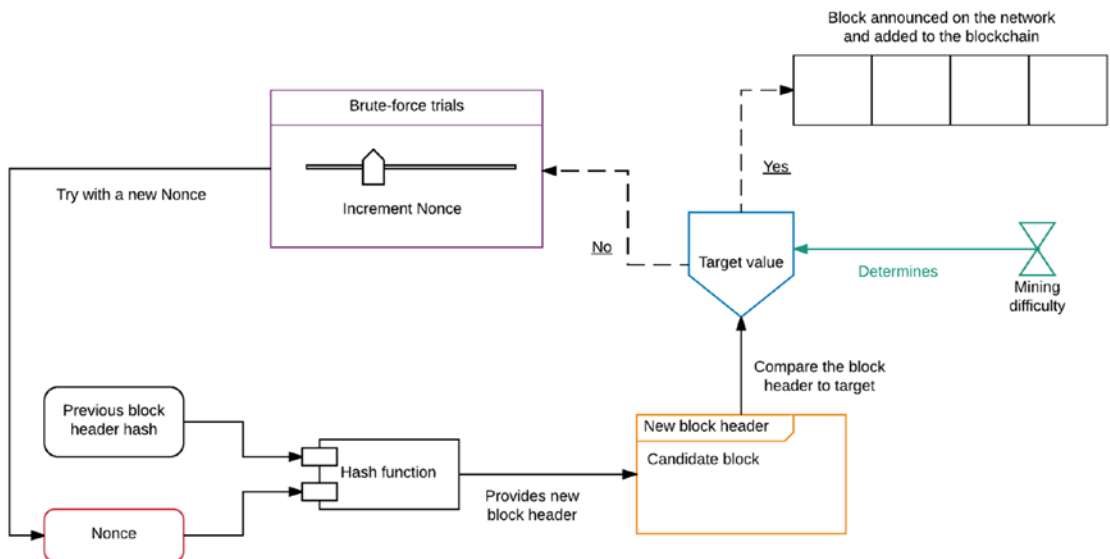 Block announced on the network
and added to the blockchain
Brute-force trials
Increment Nonce
Try with a new Nonce
Yes
No
Target value
Determines
Mining
difficulty
Compare the block
header to target
Previous block
header hash
Hash function
Provides new
block header
New block header
Candidate block
Nonce